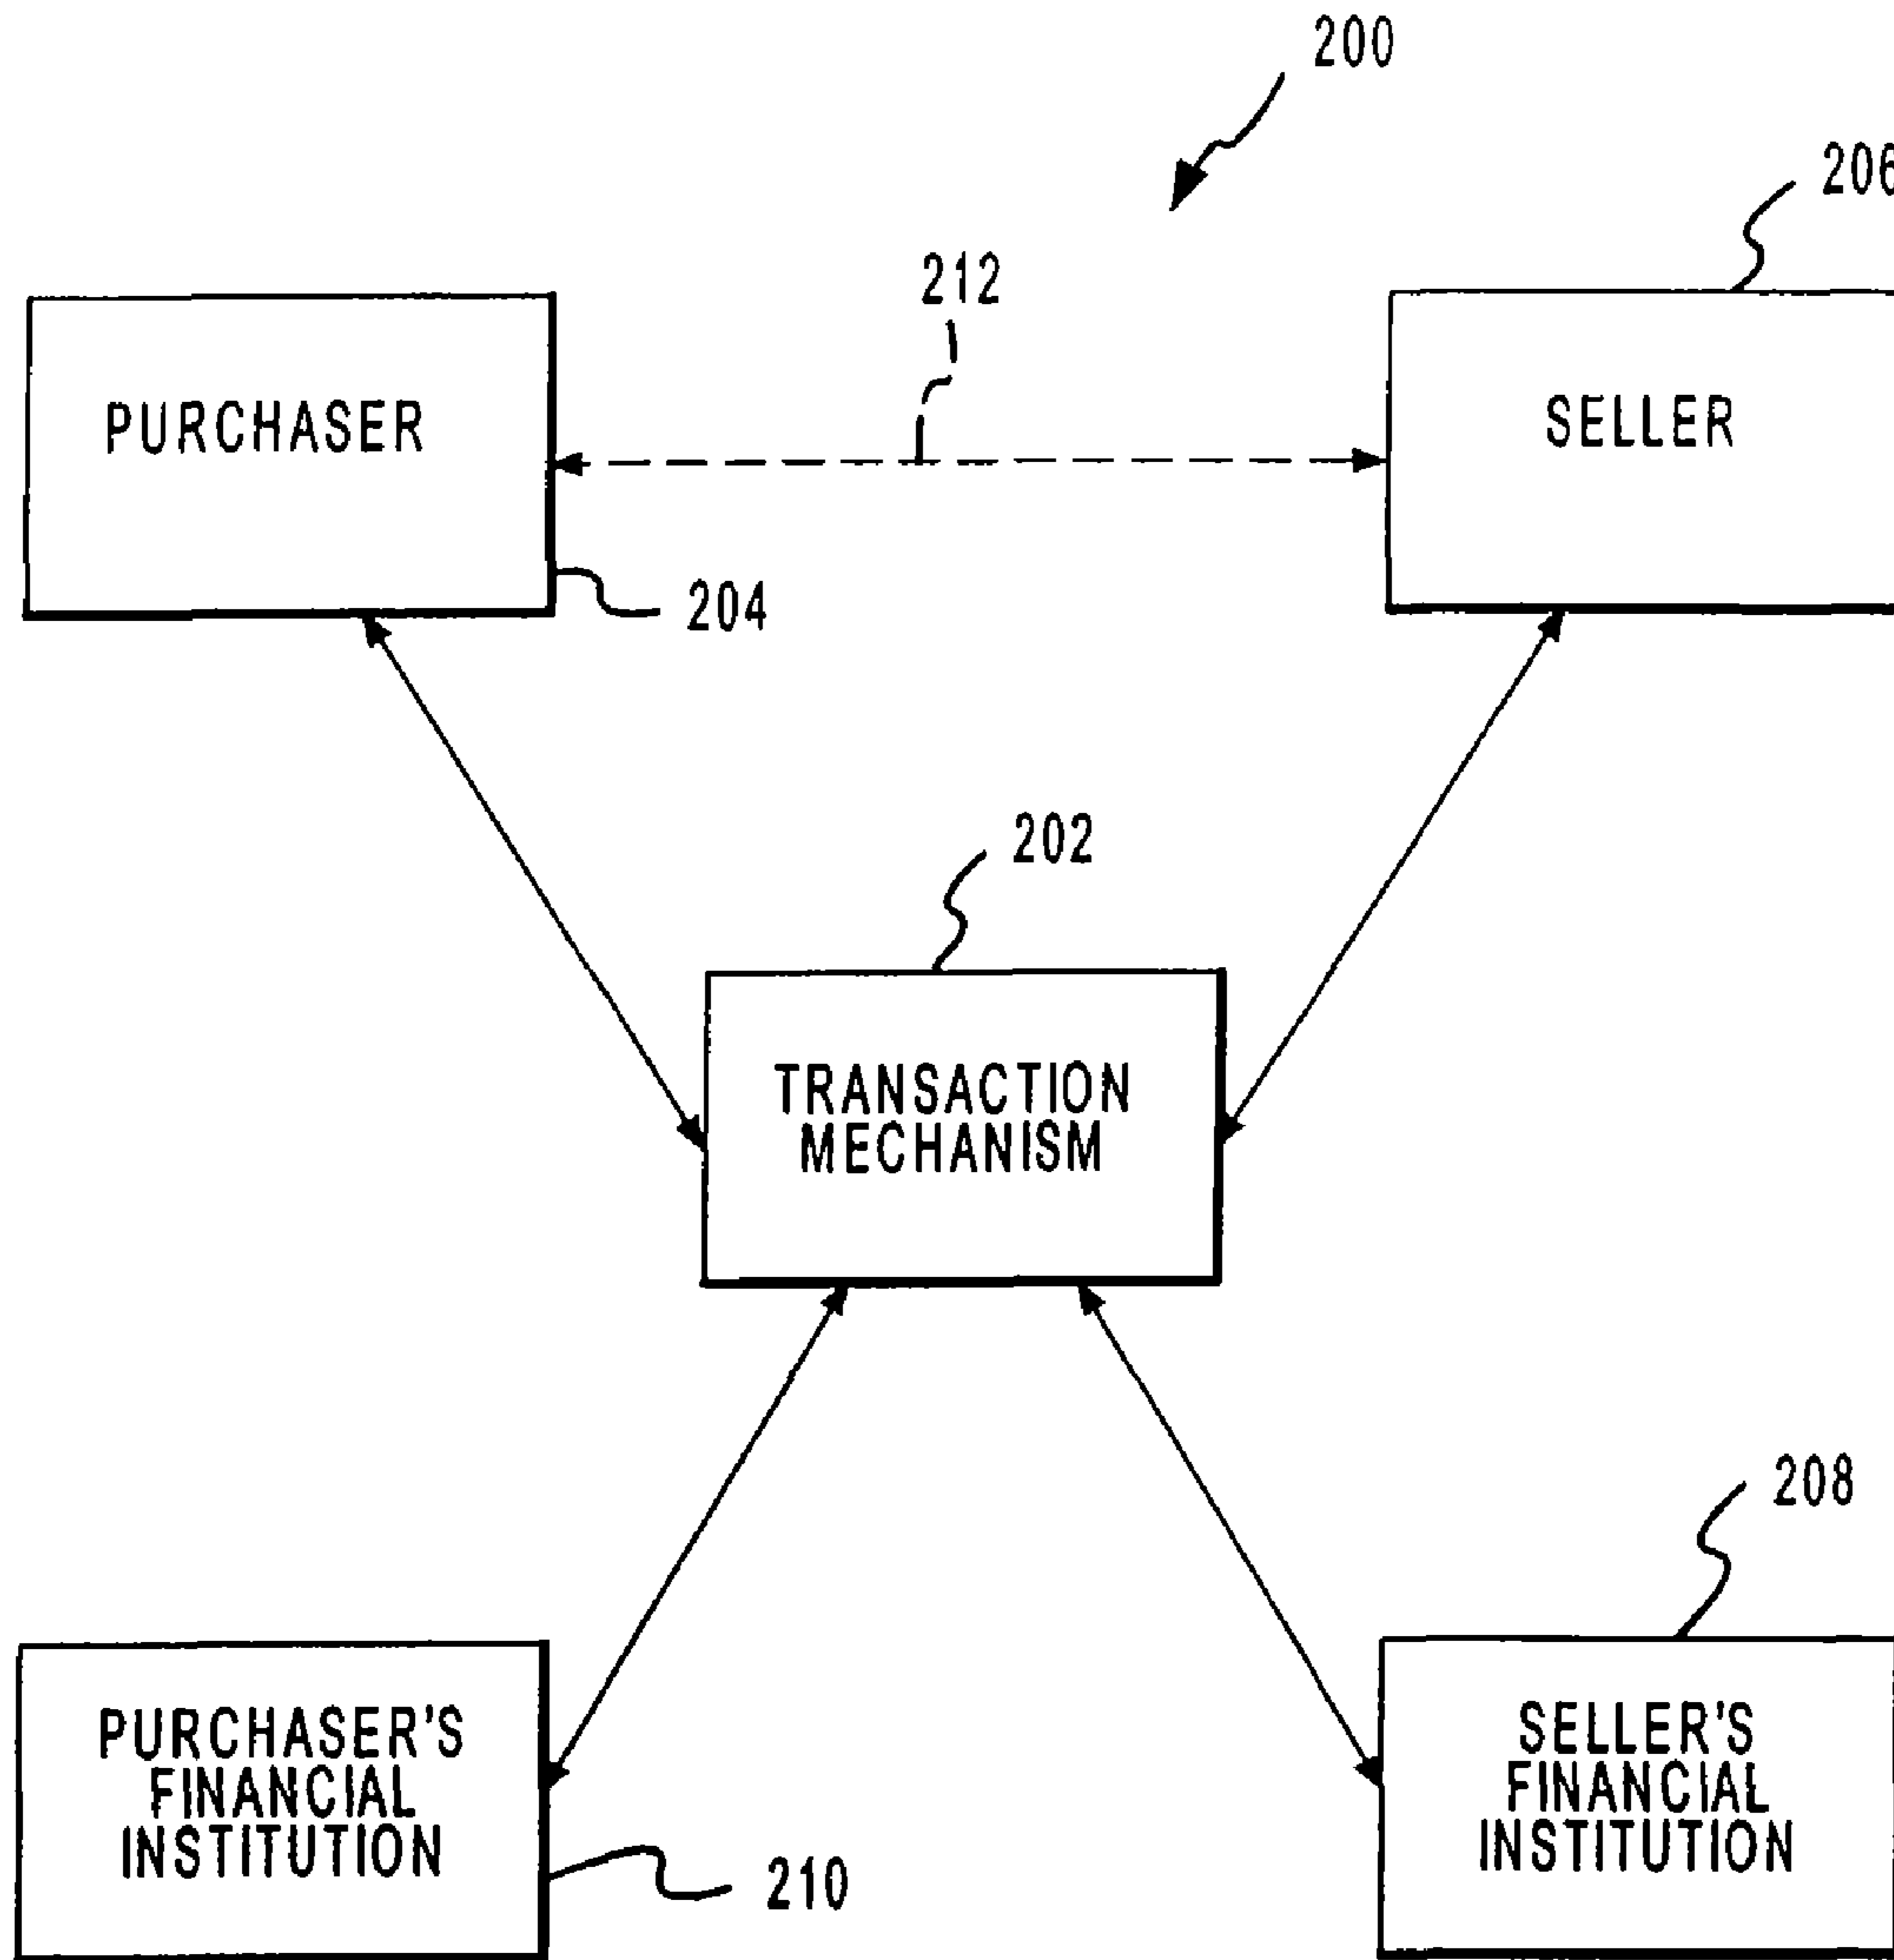 200
206
212
PURCHASER
SELLER
204
202
TRANSACTION
MECHANISM
208
PURCHASER'S
FINANCIAL
INSTITUTION
SELLER'S
FINANCIAL
INSTITUTION
210